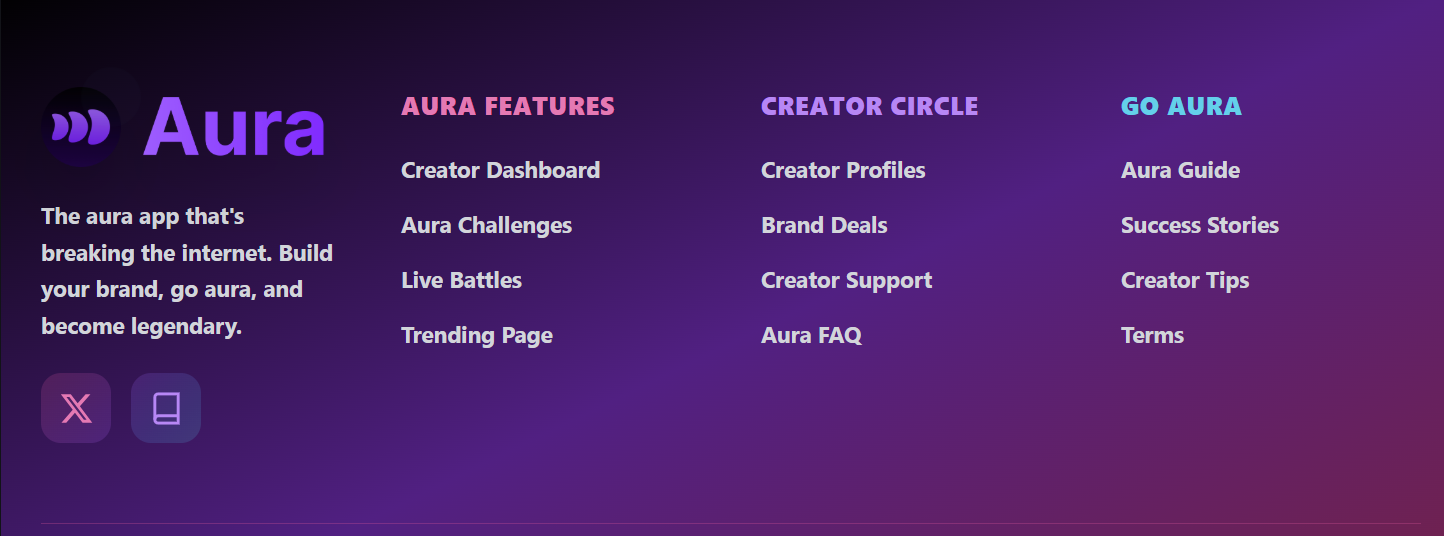 Aura
The aura app that's
breaking the internet. Build
your brand, go aura, and
become legendary.
AURA FEATURES
Creator Dashboard
Aura Challenges
Live Battles
Trending Page
CREATOR CIRCLE
Creator Profiles
Brand Deals
Creator Support
Aura FAQ
GO AURA
Aura Guide
Success Stories
Creator Tips
Terms